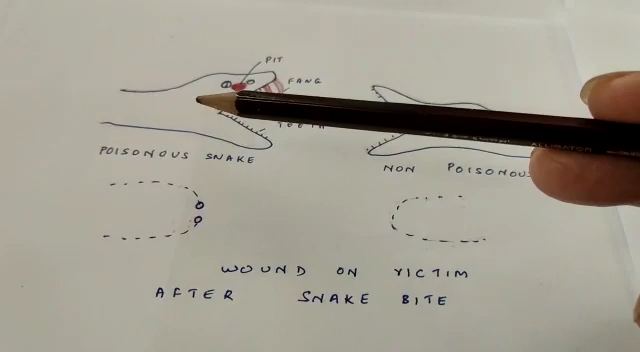 PIT
FANG
TOOTH
POISONOUS SNAKE
NON POISONOUS
WOUND ON VICTIM
AFTER SNAKE BITE